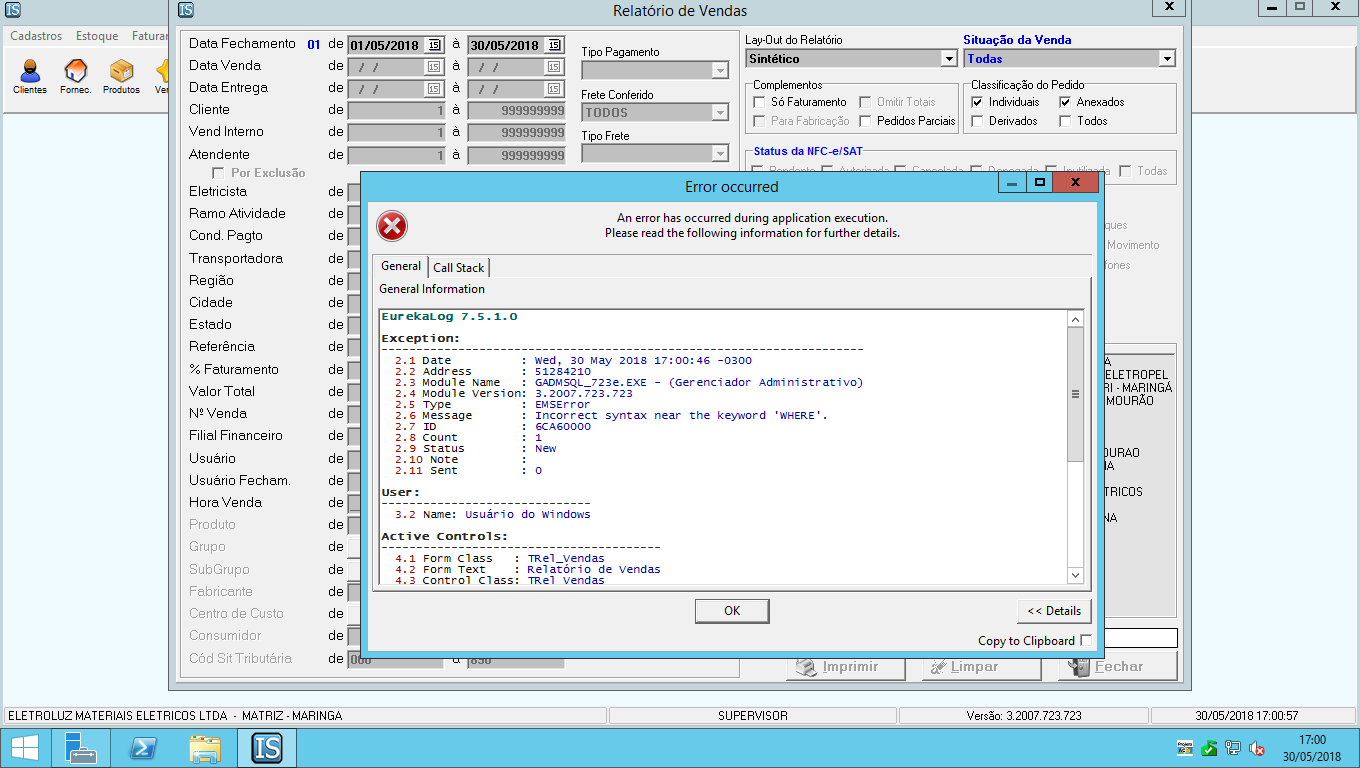 Relatório de Vendas
Cadastros Estoque Fatura
Clientes Fornec. Produtos
Data Fechamento 01 de 01/05/2018 15 à 30/05/2018 15
Data Venda de / / 15 à / / 15
Data Entrega de / / 15 à / / 15
Cliente de 1 à 999999999
Vend Interno de 1 à 999999999
Atendente de 1 à 999999999
Por Exclusão
Eletricista de
Ramo Atividade de
Cond. Pagto de
Transportadora de
Região de
Cidade de
Estado de
Referência de
% Faturamento de
Valor Total de
Nº Venda de
Filial Financeiro de
Usuário de
Usuário Fecham. de
Hora Venda de
Produto de
Grupo de
SubGrupo de
Fabricante de
Centro de Custo de
Consumidor de
Cód Sit Tributária de à
Tipo Pagamento
Frete Conferido
TODOS
Tipo Frete
Lay-Out do Relatório
Sintético
Situação da Venda
Todas
Complementos
Só Faturamento Omitir Totais
Para Fabricação Pedidos Parciais
Classificação do Pedido
Individuais Anexados
Derivados Todos
Status da NFC-e/SAT
Pendente Autorizada Cancelada Denegada Inutilizada Todas
ques
Movimento
fones
A
ELETROPEL
RI - MARINGÁ
MOURÃO
OURAO
IA
TRICOS
NA
Error occurred
An error has occurred during application execution.
Please read the following information for further details.
General Call Stack
General Information
EurekaLog 7.5.1.0
Exception:
2.1 Date : Wed, 30 May 2018 17:00:46 -0300
2.2 Address : 51284210
2.3 Module Name : GADMSQL_723e.EXE - (Gerenciador Administrativo)
2.4 Module Version: 3.2007.723.723
2.5 Type : EMSError
2.6 Message : Incorrect syntax near the keyword 'WHERE'.
2.7 ID : 6CA60000
2.8 Count : 1
2.9 Status : New
2.10 Note :
2.11 Sent : 0
User:
3.2 Name: Usuário do Windows
Active Controls:
4.1 Form Class : TRel_Vendas
4.2 Form Text : Relatório de Vendas
4.3 Control Class: TRel_Vendas
OK << Details
Copy to Clipboard
Imprimir Limpar Fechar
ELETROLUZ MATERIAIS ELETRICOS LTDA - MATRIZ - MARINGA SUPERVISOR Versão: 3.2007.723.723 30/05/2018 17:00:57
IS
17:00
30/05/2018